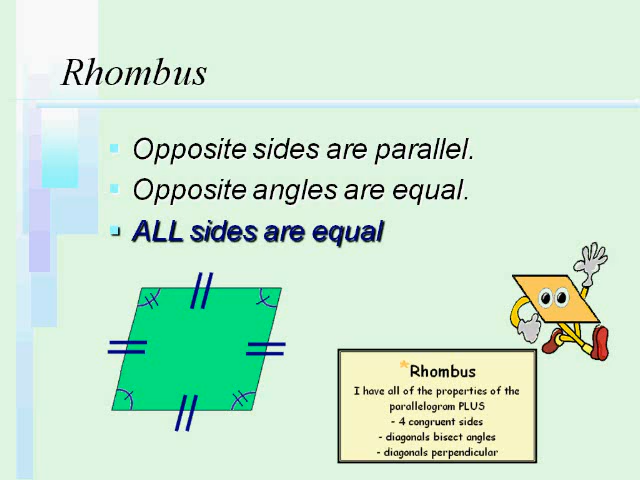 Rhombus
Opposite sides are parallel.
Opposite angles are equal.
ALL sides are equal
*Rhombus
I have all of the properties of the
parallelogram PLUS
- 4 congruent sides
- diagonals bisect angles
- diagonals perpendicular